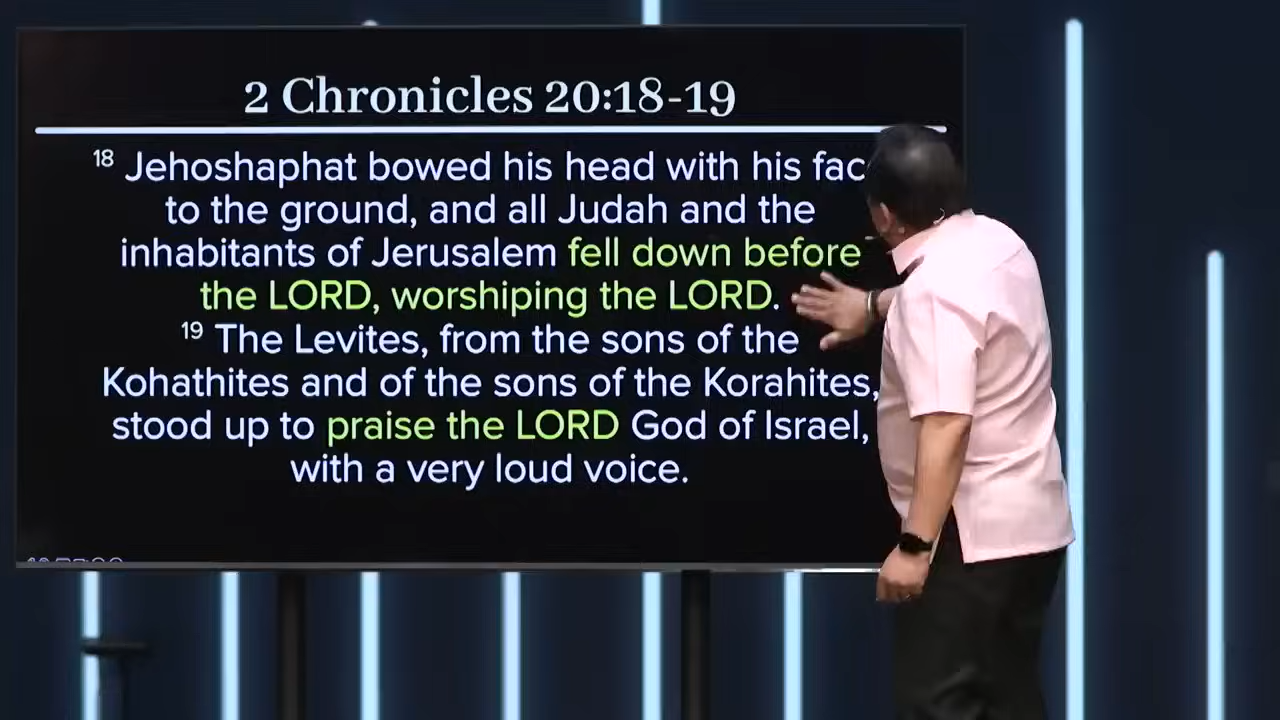 2 Chronicles 20:18-19
18 Jehoshaphat bowed his head with his fac
to the ground, and all Judah and the
inhabitants of Jerusalem fell down before
the LORD, worshiping the LORD.
19 The Levites, from the sons of the
Kohathites and of the sons of the Korahites,
stood up to praise the LORD God of Israel,
with a very loud voice.